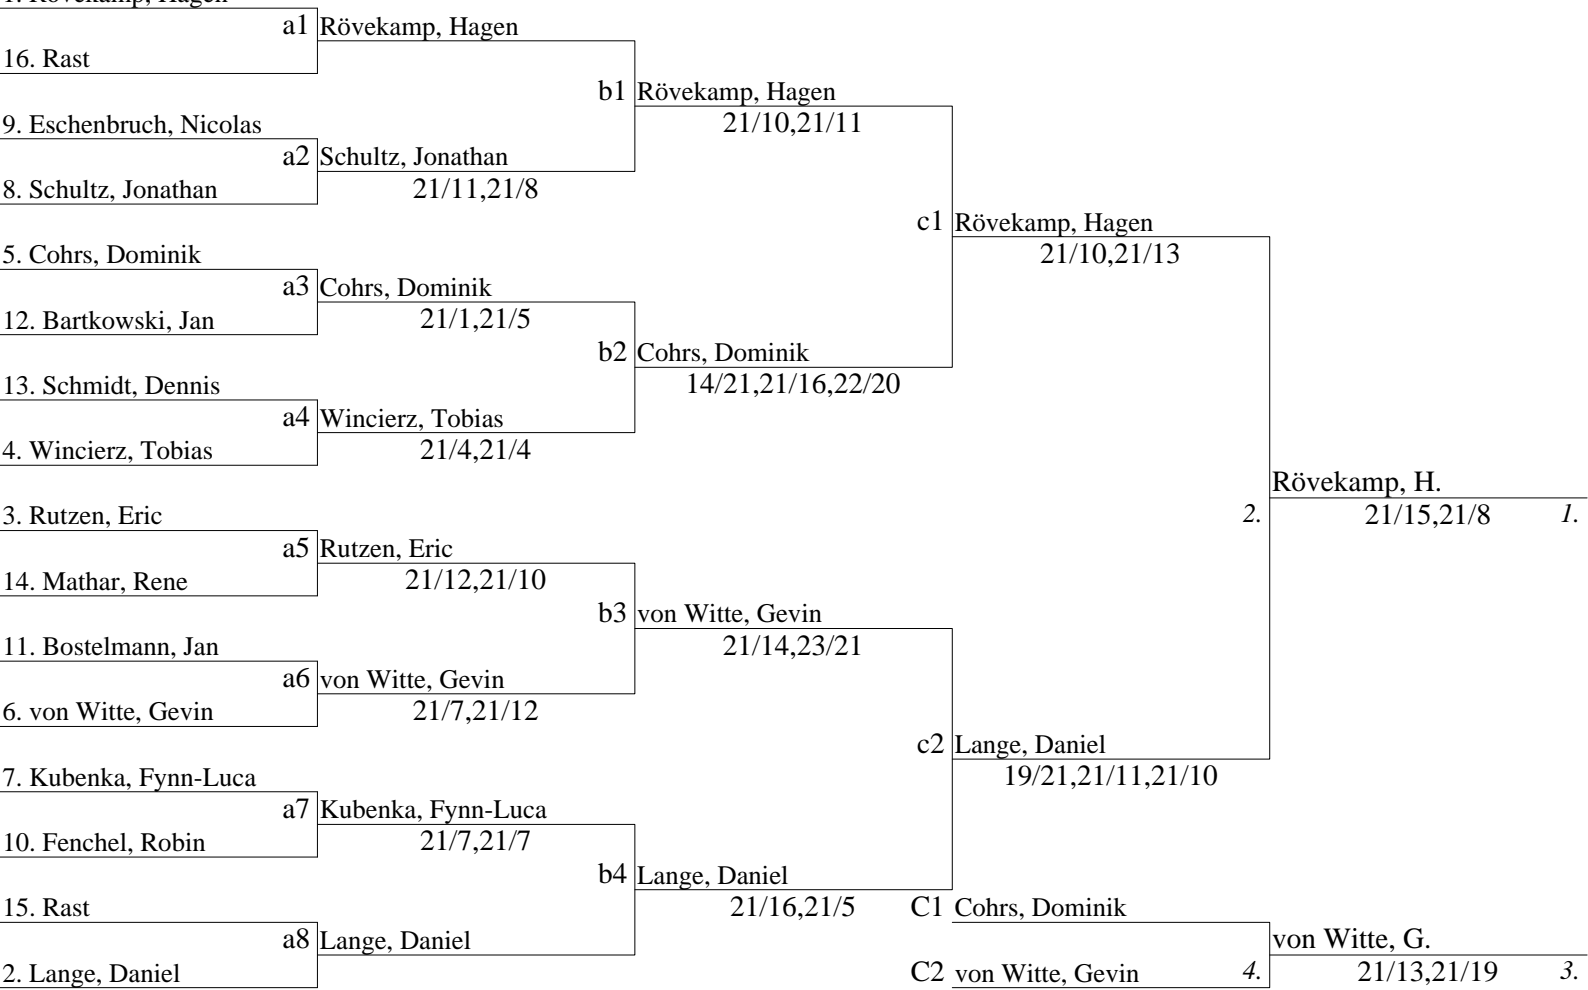 1. Rövekamp, Hagen
a1 Rövekamp, Hagen
16. Rast
b1 Rövekamp, Hagen
21/10,21/11
9. Eschenbruch, Nicolas
a2 Schultz, Jonathan
21/11,21/8
8. Schultz, Jonathan
c1 Rövekamp, Hagen
21/10,21/13
5. Cohrs, Dominik
a3 Cohrs, Dominik
21/1,21/5
12. Bartkowski, Jan
b2 Cohrs, Dominik
14/21,21/16,22/20
13. Schmidt, Dennis
a4 Wincierz, Tobias
21/4,21/4
4. Wincierz, Tobias
Rövekamp, H.
2. 21/15,21/8 1.
3. Rutzen, Eric
a5 Rutzen, Eric
21/12,21/10
14. Mathar, Rene
b3 von Witte, Gevin
21/14,23/21
11. Bostelmann, Jan
a6 von Witte, Gevin
21/7,21/12
6. von Witte, Gevin
c2 Lange, Daniel
19/21,21/11,21/10
7. Kubenka, Fynn-Luca
a7 Kubenka, Fynn-Luca
21/7,21/7
10. Fenchel, Robin
b4 Lange, Daniel
21/16,21/5
15. Rast
a8 Lange, Daniel
2. Lange, Daniel
C1 Cohrs, Dominik
von Witte, G.
C2 von Witte, Gevin 4. 21/13,21/19 3.